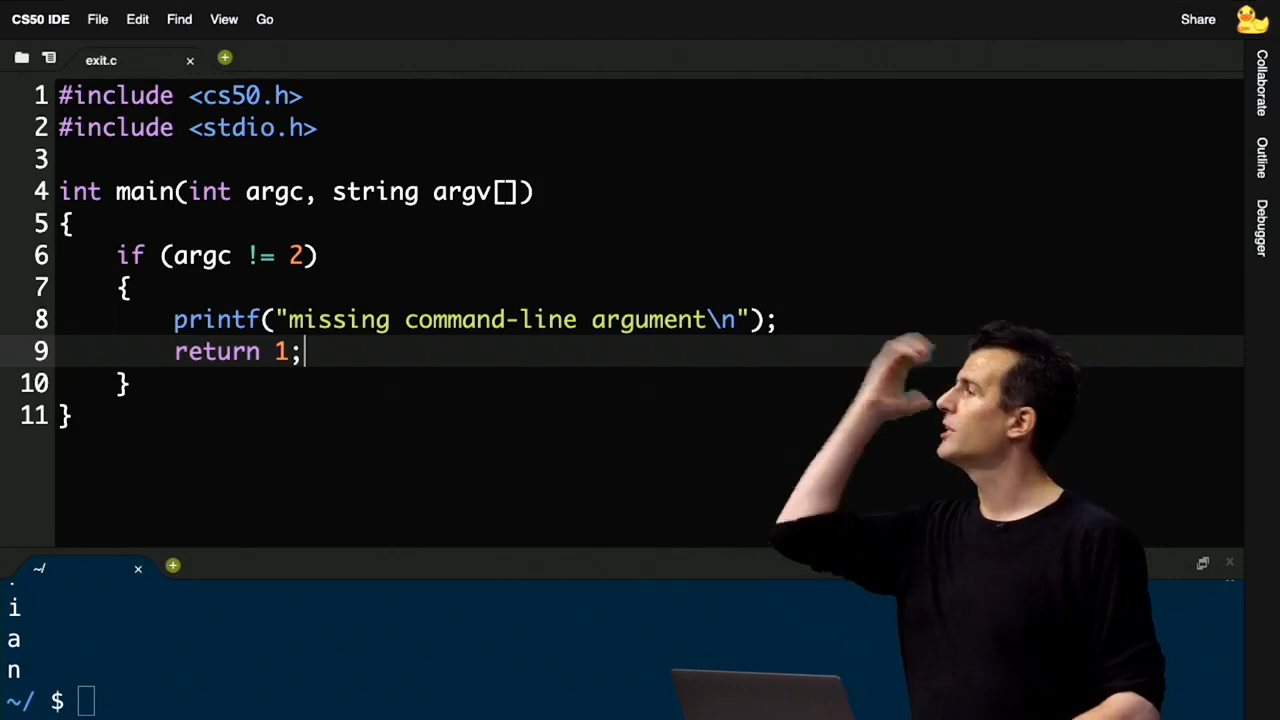 CS50 IDE File Edit Find View Go Share
exit.c
1 #include <cs50.h>
2 #include <stdio.h>
3
4 int main(int argc, string argv[])
5 {
6     if (argc != 2)
7     {
8         printf("missing command-line argument\n");
9         return 1;
10     }
11 }
Collaborate
Outline
Debugger
~/
i
a
n
~/ $